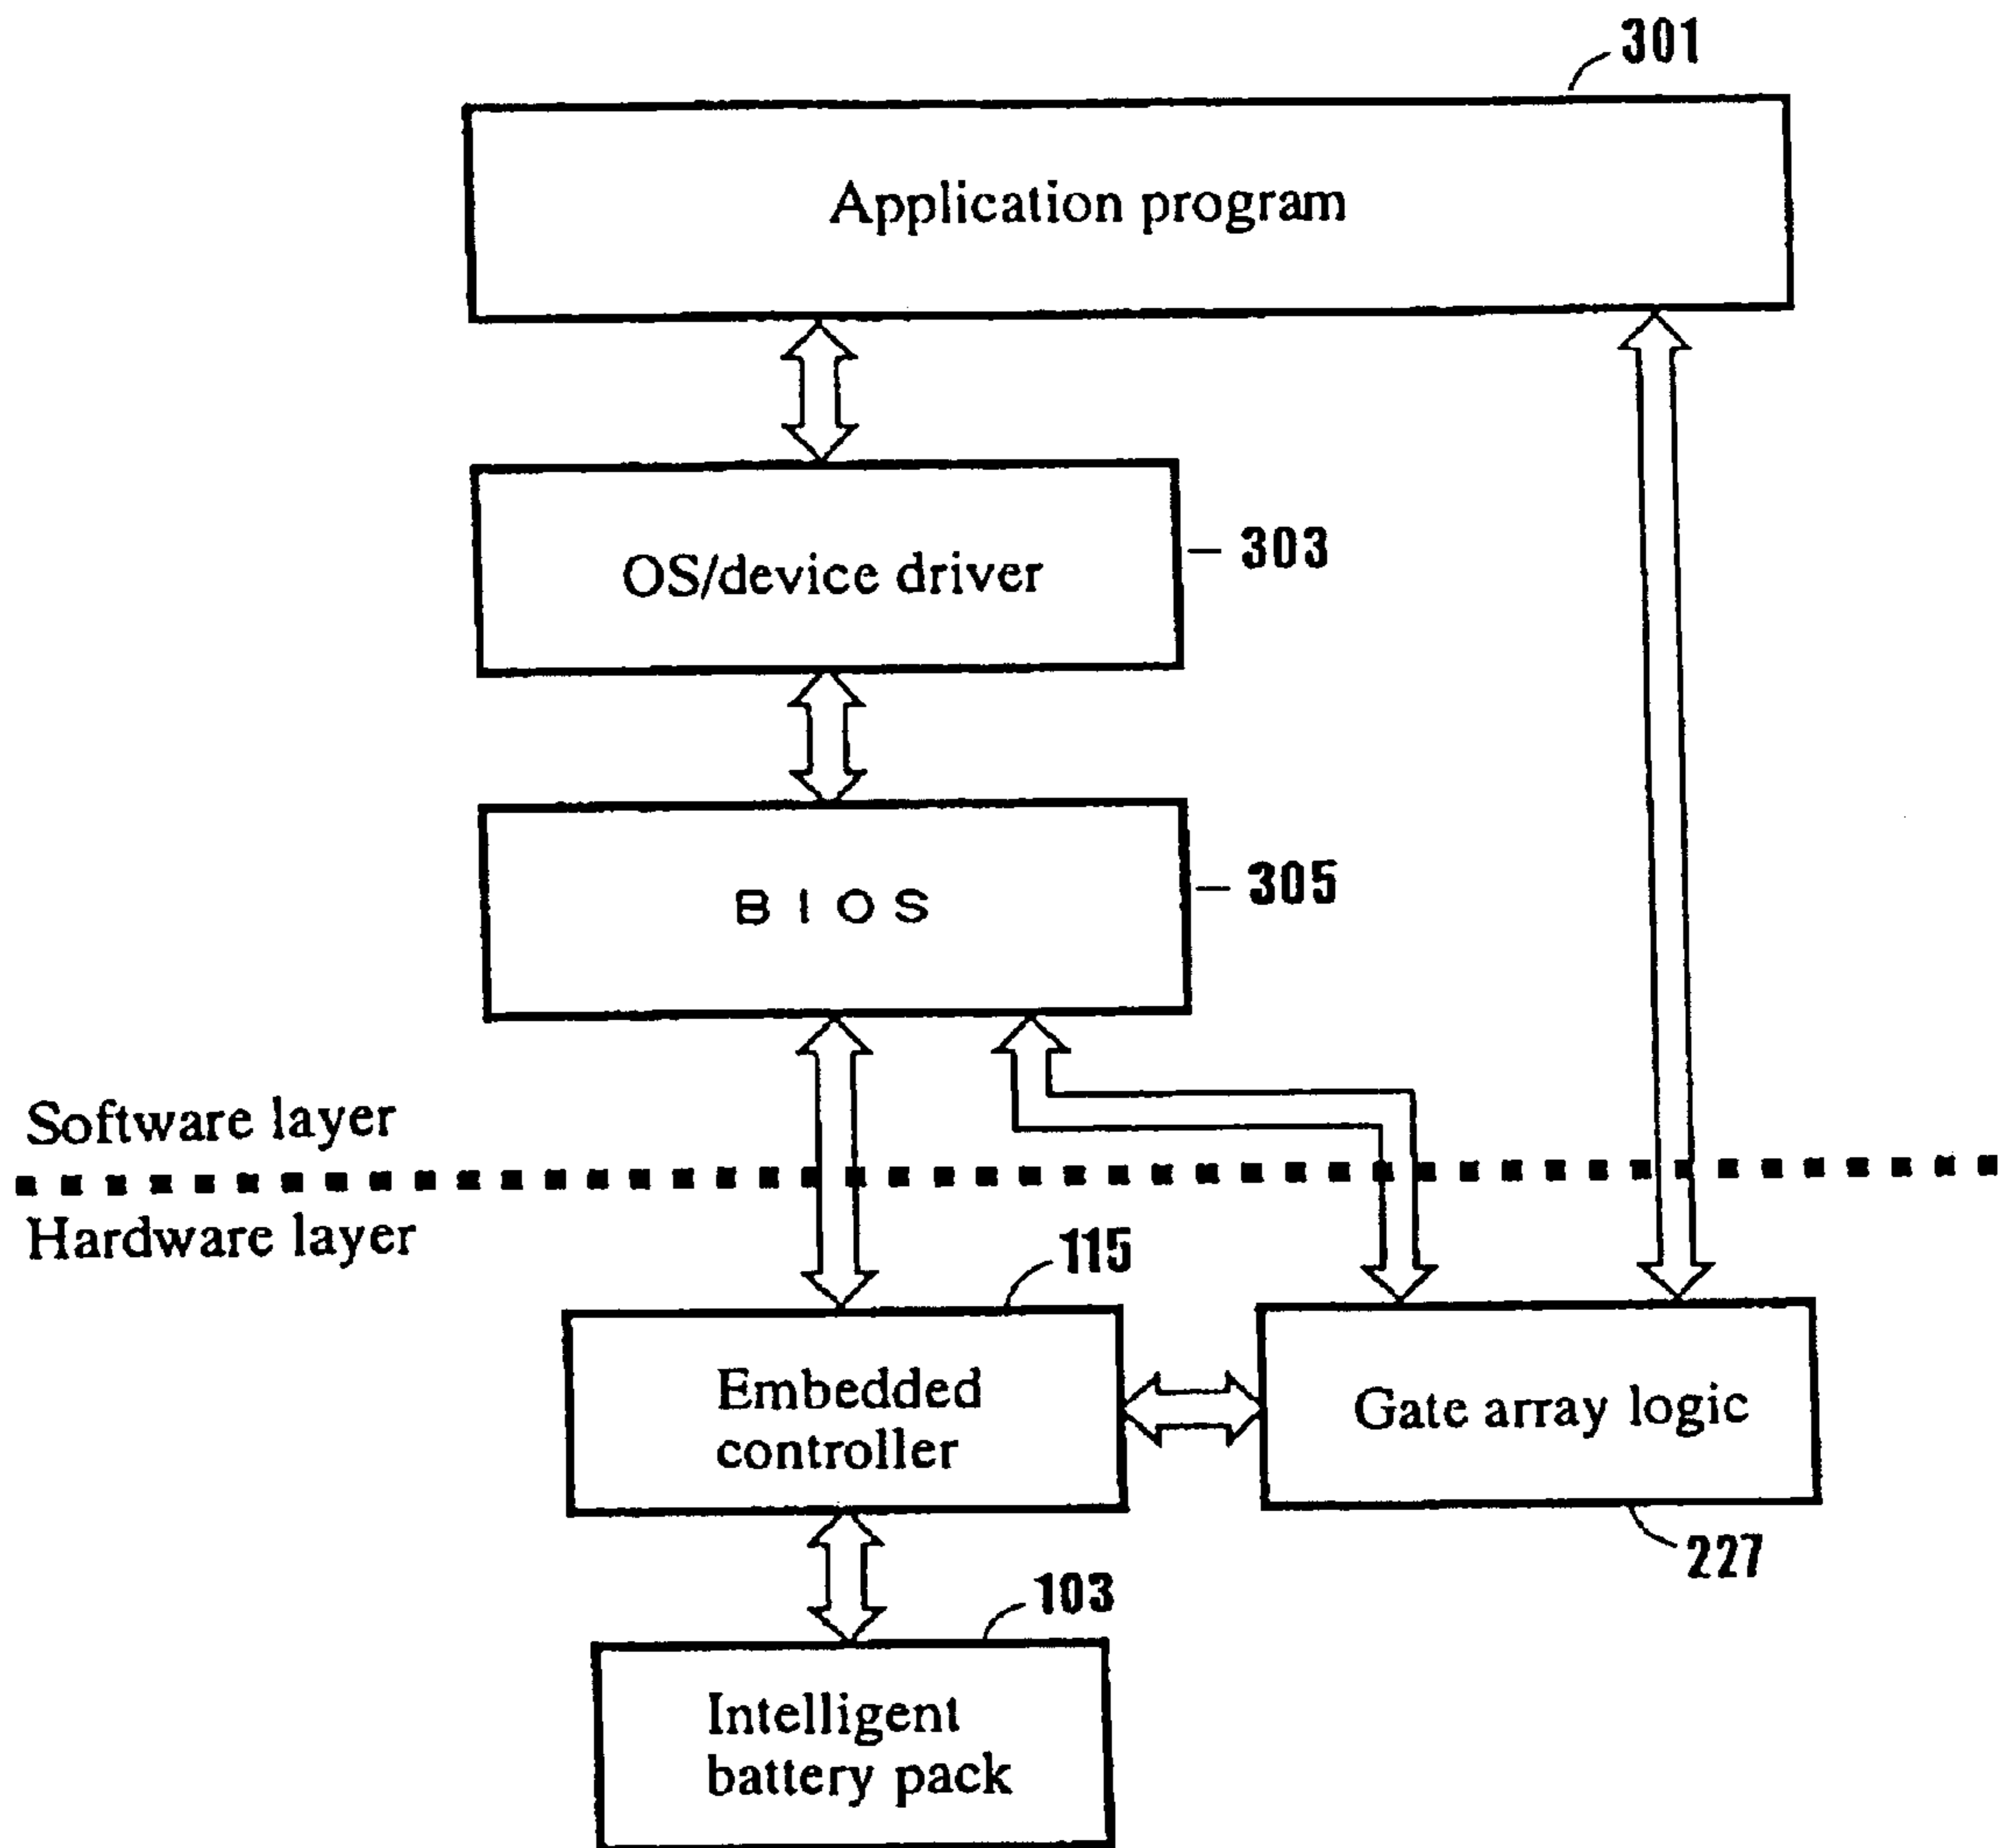 301
Application program
OS/device driver
303
BIOS
305
Software layer
Hardware layer
115
Embedded
controller
Gate array logic
227
103
Intelligent
battery pack